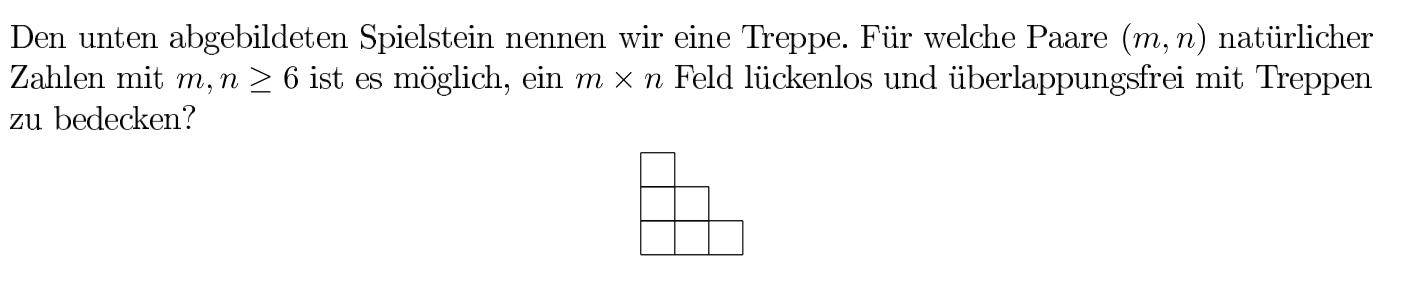 Den unten abgebildeten Spielstein nennen wir eine Treppe. Für welche Paare (m, n) natürlicher
Zahlen mit m, n ≥ 6 ist es möglich, ein m × n Feld lückenlos und überlappungsfrei mit Treppen
zu bedecken?